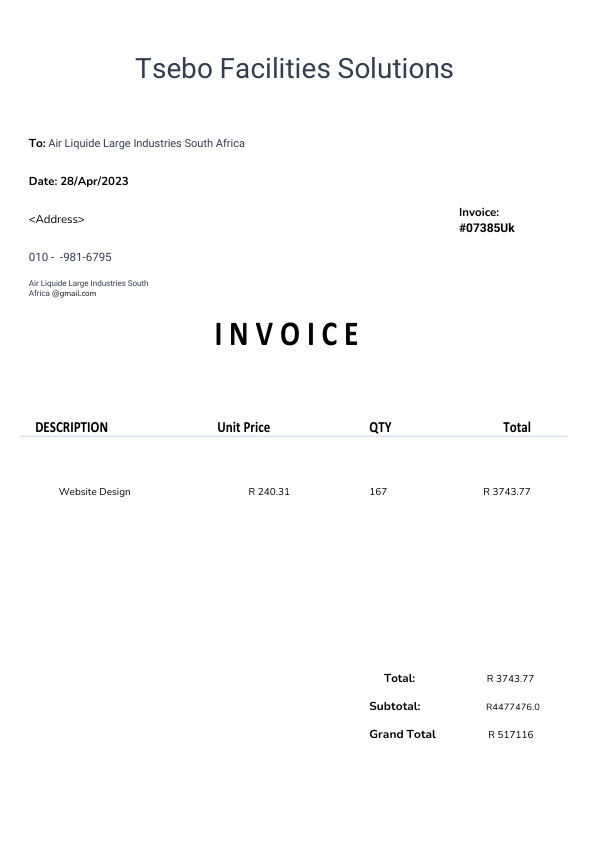 Tsebo Facilities Solutions
To: Air Liquide Large Industries South Africa
Date: 28/Apr/2023
<Address>
Invoice:
#07385Uk
010 -  -981-6795
Air Liquide Large Industries South
Africa @gmail.com
INVOICE
DESCRIPTION Unit Price QTY Total
Website Design R 240.31 167 R 3743.77
Total: R 3743.77
Subtotal: R4477476.0
Grand Total R 517116